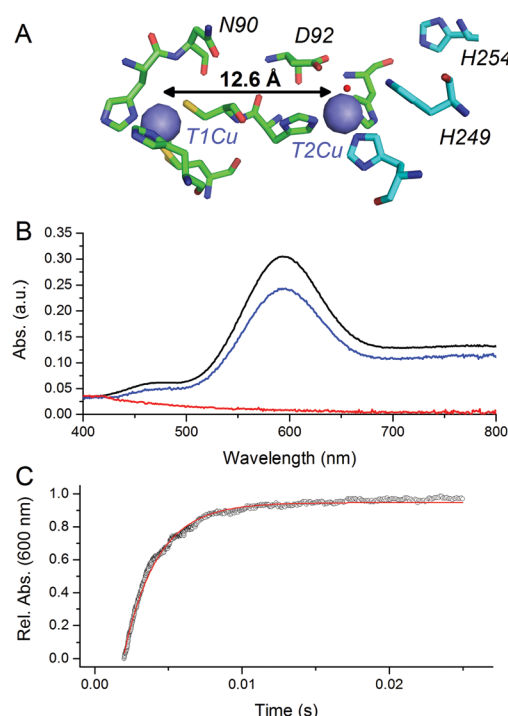 A
N90
D92
H254
12.6 Å
T1Cu
T2Cu
H249
B
0.35
0.30
0.25
0.20
0.15
0.10
0.05
0.00
Abs. (a.u.)
400 500 600 700 800
Wavelength (nm)
C
1.0
0.8
0.6
0.4
0.2
0.0
Rel. Abs. (600 nm)
0.00 0.01 0.02
Time (s)